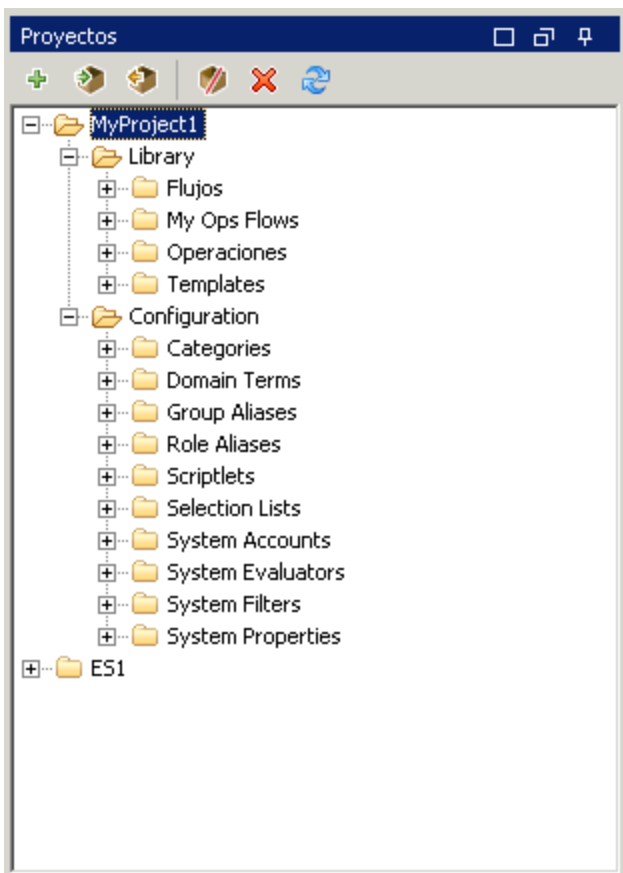 Proyectos
MyProject1
Library
Flujos
My Ops Flows
Operaciones
Templates
Configuration
Categories
Domain Terms
Group Aliases
Role Aliases
Scriptlets
Selection Lists
System Accounts
System Evaluators
System Filters
System Properties
ES1